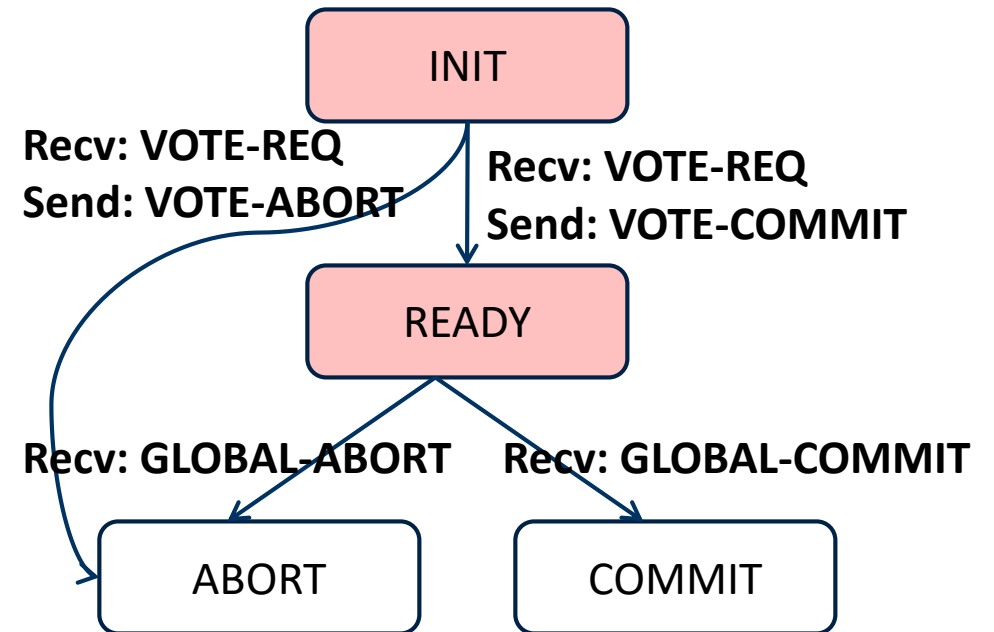 INIT
Recv: VOTE-REQ
Send: VOTE-ABORT
Recv: VOTE-REQ
Send: VOTE-COMMIT
READY
Recv: GLOBAL-ABORT
Recv: GLOBAL-COMMIT
ABORT
COMMIT